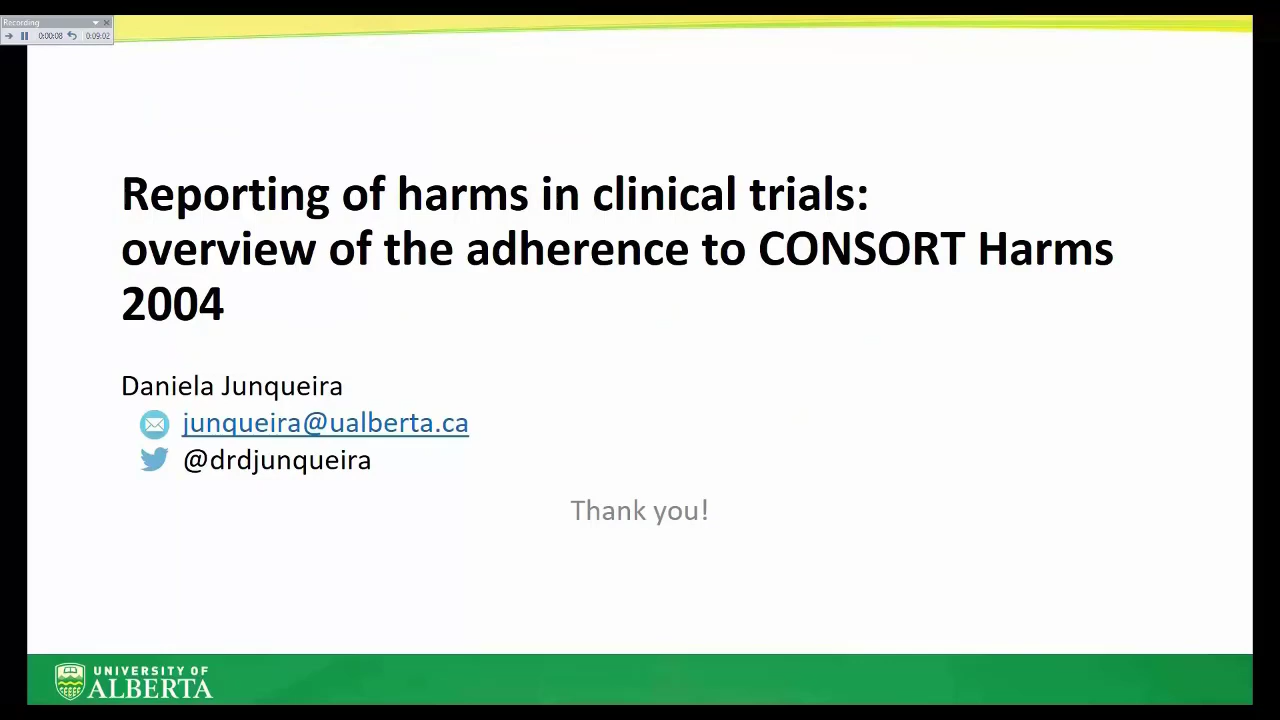 Recording
0:00:08
0:09:02
Reporting of harms in clinical trials:
overview of the adherence to CONSORT Harms
2004
Daniela Junqueira
junqueira@ualberta.ca
@drdjunqueira
Thank you!
UNIVERSITY OF
ALBERTA